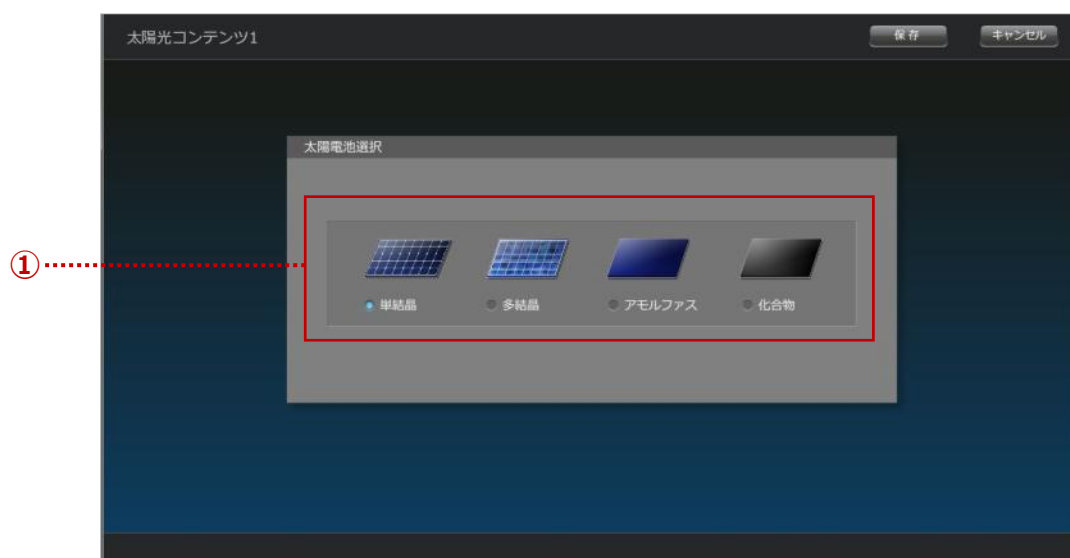 太陽光コンテンツ1
保存
キャンセル
太陽電池選択
①
単結晶
多結晶
アモルファス
化合物